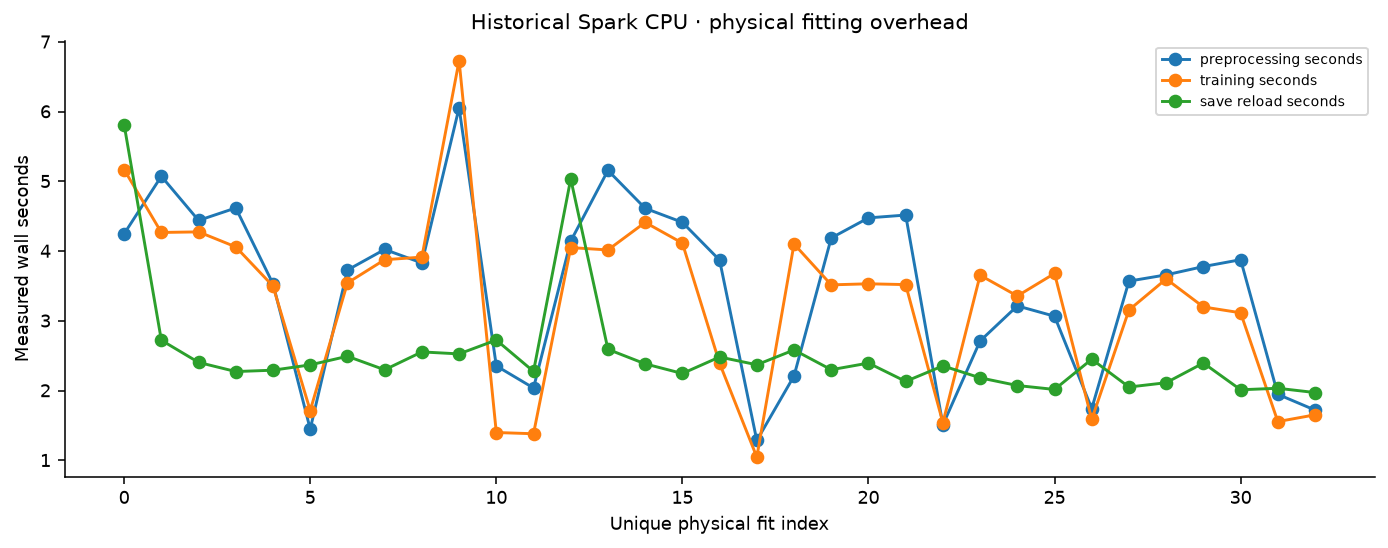 Historical Spark CPU · physical fitting overhead
preprocessing seconds
training seconds
save reload seconds
Measured wall seconds
7
6
5
4
3
2
1
0
5
10
15
20
25
30
Unique physical fit index